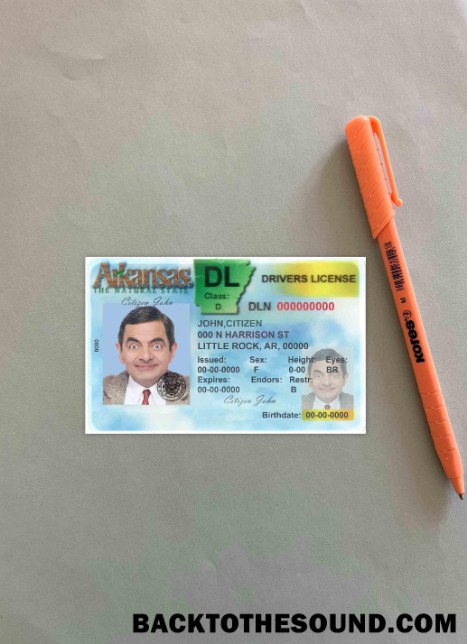 Arkansas
THE NATURAL STATE
DL
Class:
D
DRIVERS LICENSE
DLN 000000000
Citizen John
JOHN,CITIZEN
000 N HARRISON ST
LITTLE ROCK, AR, 00000
Issued: Sex: Height: Eyes:
00-00-0000 F 0-00 BR
Expires: Endors: Restr:
00-00-0000 B
Citizen John
Birthdate: 00-00-0000
0000
Kores
M
BACKTOTHESOUND.COM